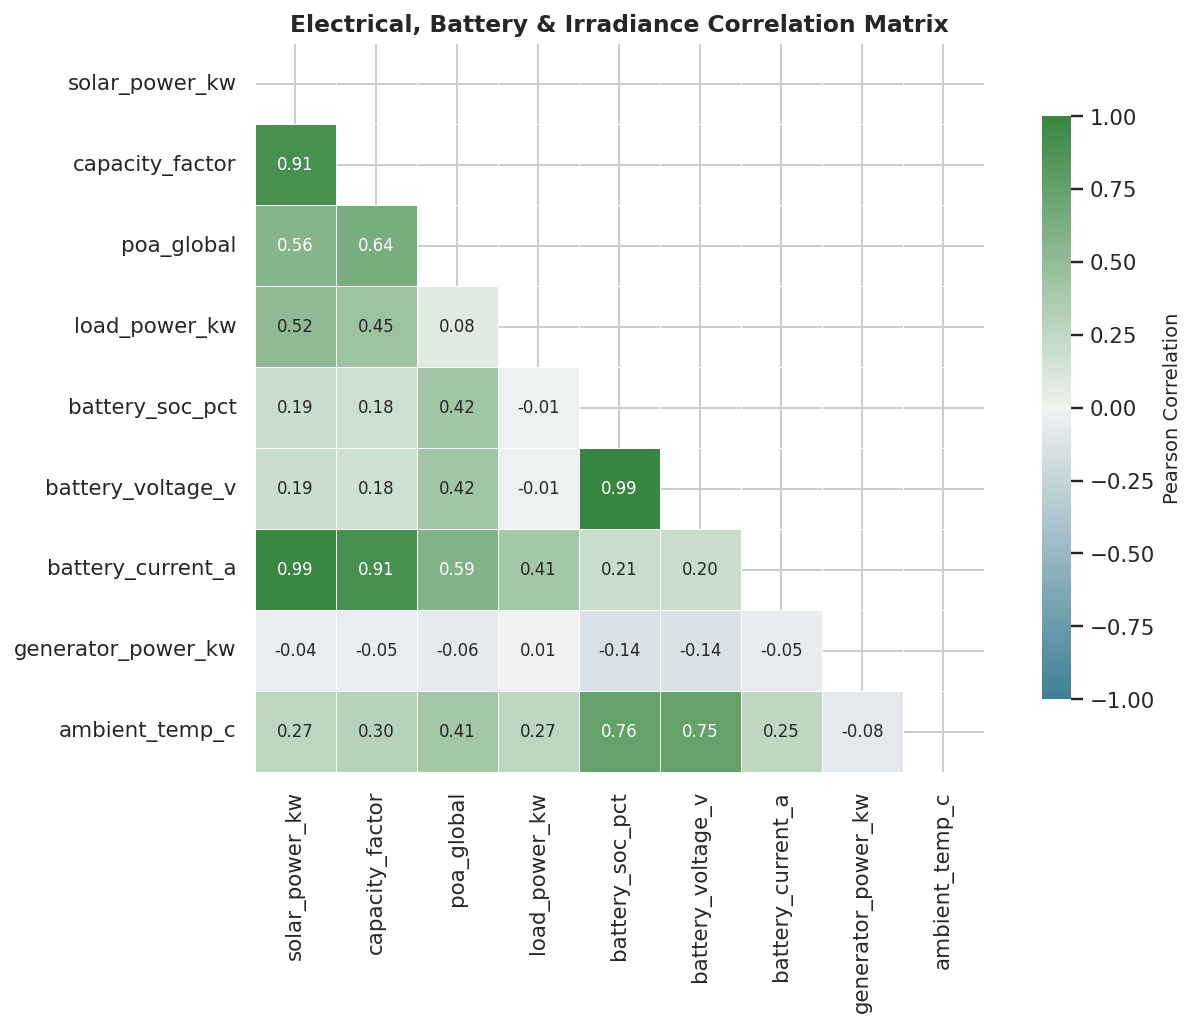 Electrical, Battery & Irradiance Correlation Matrix
solar_power_kw
capacity_factor 0.91
poa_global 0.56 0.64
load_power_kw 0.52 0.45 0.08
battery_soc_pct 0.19 0.18 0.42 -0.01
battery_voltage_v 0.19 0.18 0.42 -0.01 0.99
battery_current_a 0.99 0.91 0.59 0.41 0.21 0.20
generator_power_kw -0.04 -0.05 -0.06 0.01 -0.14 -0.14 -0.05
ambient_temp_c 0.27 0.30 0.41 0.27 0.76 0.75 0.25 -0.08
solar_power_kw
capacity_factor
poa_global
load_power_kw
battery_soc_pct
battery_voltage_v
battery_current_a
generator_power_kw
ambient_temp_c
1.00
0.75
0.50
0.25
0.00
−0.25
−0.50
−0.75
−1.00
Pearson Correlation